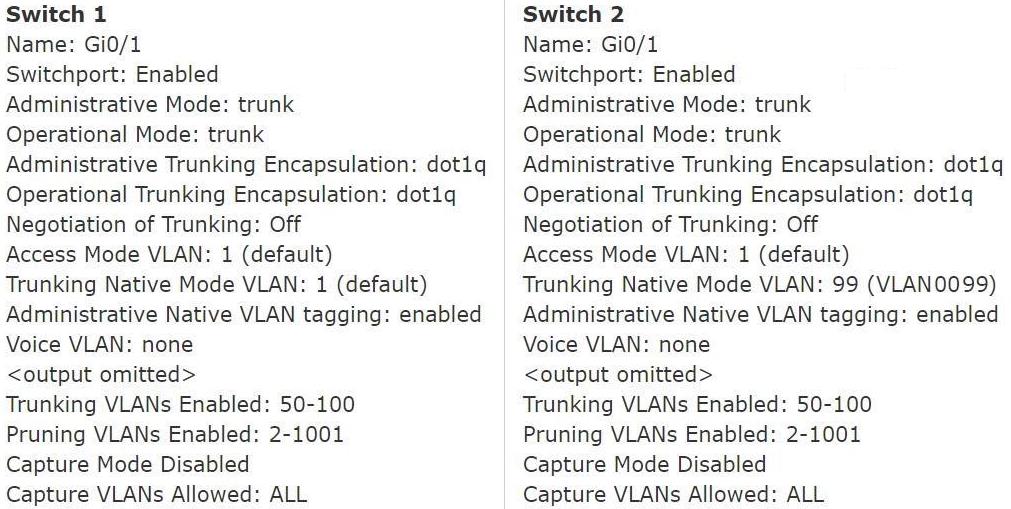 Switch 1
Name: Gi0/1
Switchport: Enabled
Administrative Mode: trunk
Operational Mode: trunk
Administrative Trunking Encapsulation: dot1q
Operational Trunking Encapsulation: dot1q
Negotiation of Trunking: Off
Access Mode VLAN: 1 (default)
Trunking Native Mode VLAN: 1 (default)
Administrative Native VLAN tagging: enabled
Voice VLAN: none
<output omitted>
Trunking VLANs Enabled: 50-100
Pruning VLANs Enabled: 2-1001
Capture Mode Disabled
Capture VLANs Allowed: ALL
Switch 2
Name: Gi0/1
Switchport: Enabled
Administrative Mode: trunk
Operational Mode: trunk
Administrative Trunking Encapsulation: dot1q
Operational Trunking Encapsulation: dot1q
Negotiation of Trunking: Off
Access Mode VLAN: 1 (default)
Trunking Native Mode VLAN: 99 (VLAN0099)
Administrative Native VLAN tagging: enabled
Voice VLAN: none
<output omitted>
Trunking VLANs Enabled: 50-100
Pruning VLANs Enabled: 2-1001
Capture Mode Disabled
Capture VLANs Allowed: ALL